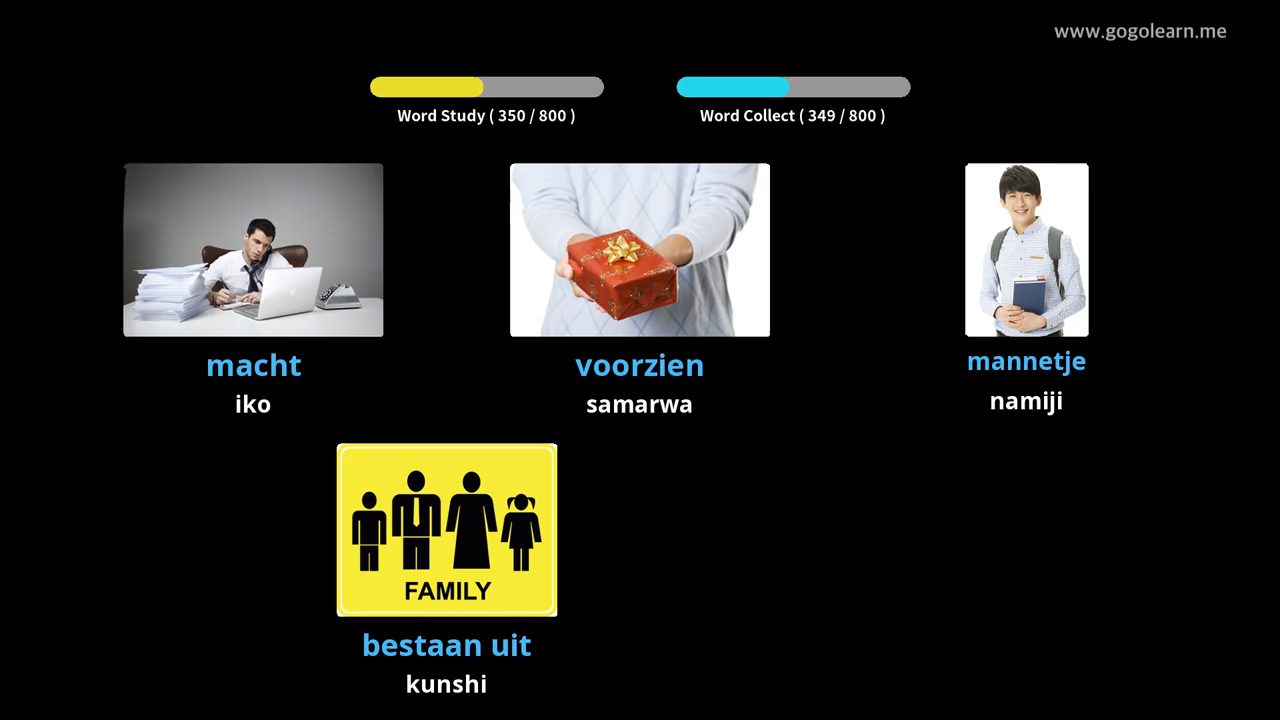 www.gogolearn.me
Word Study ( 350 / 800 )
Word Collect ( 349 / 800 )
macht
iko
voorzien
samarwa
mannetje
namiji
FAMILY
bestaan uit
kunshi